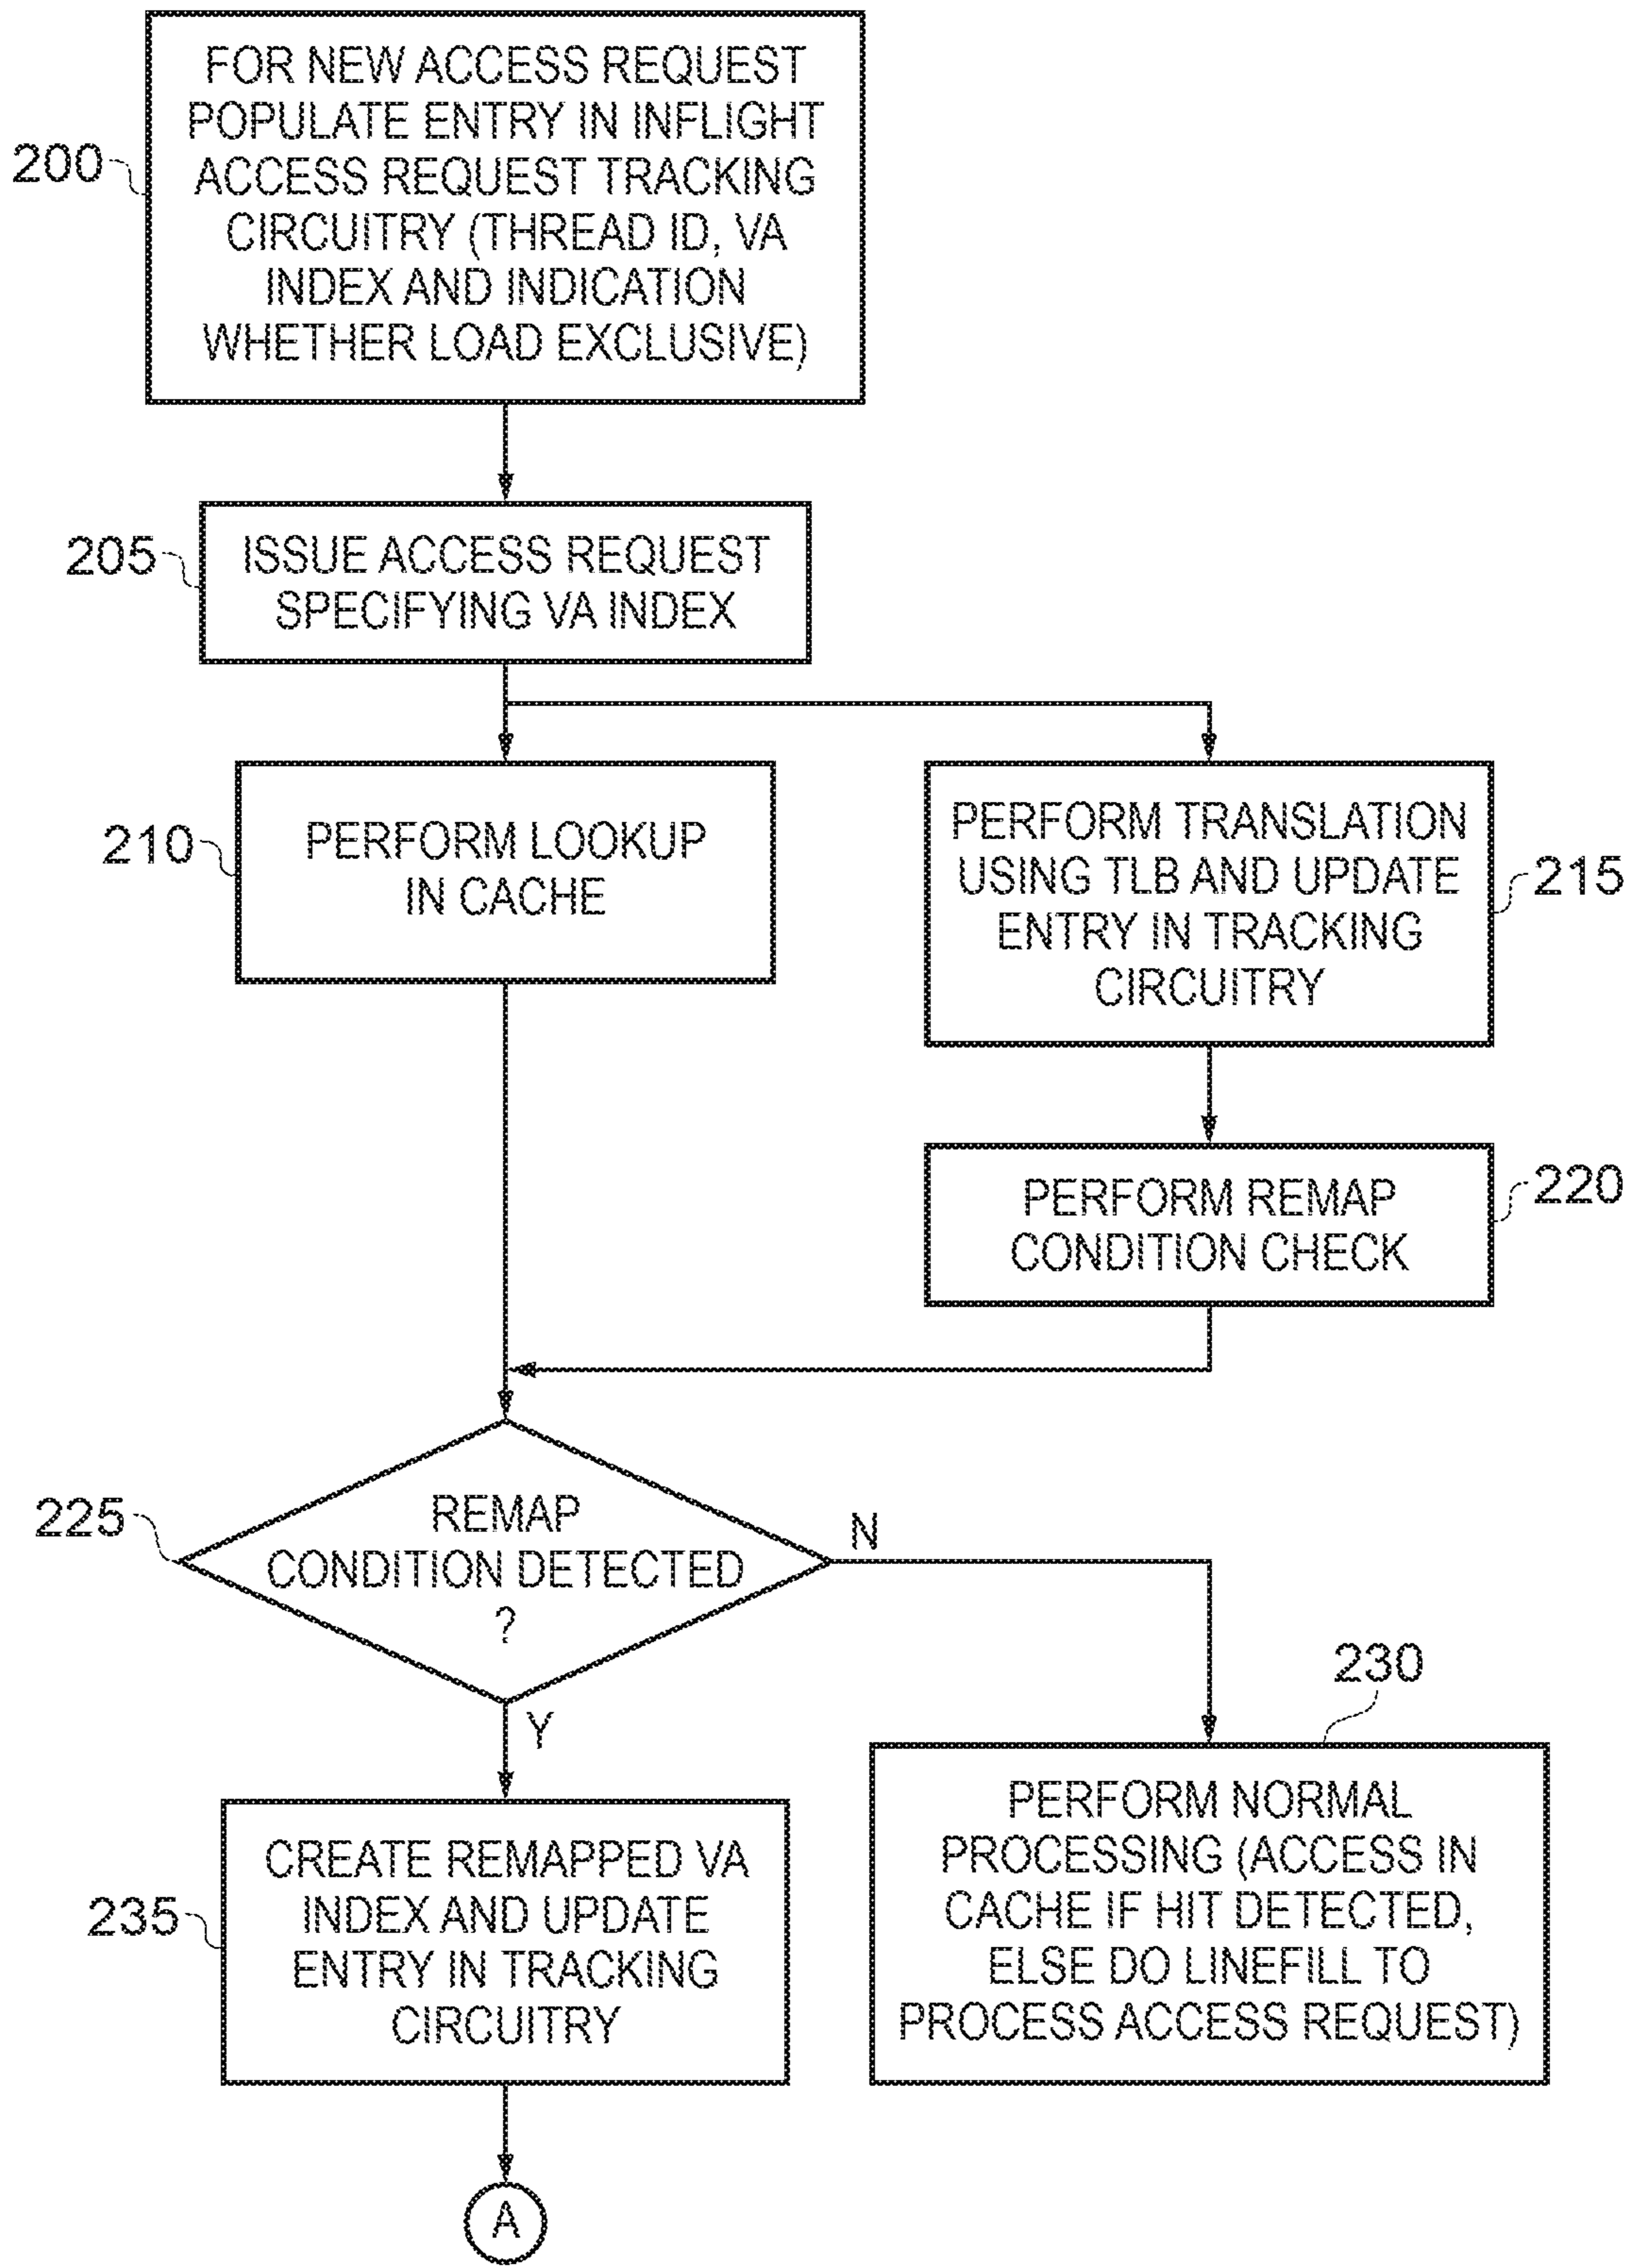 FOR NEW ACCESS REQUEST
POPULATE ENTRY IN INFLIGHT
ACCESS REQUEST TRACKING
CIRCUITRY (THREAD ID, VA
INDEX AND INDICATION
WHETHER LOAD EXCLUSIVE)
200
ISSUE ACCESS REQUEST
SPECIFYING VA INDEX
205
PERFORM LOOKUP
IN CACHE
210
PERFORM TRANSLATION
USING TLB AND UPDATE
ENTRY IN TRACKING
CIRCUITRY
215
PERFORM REMAP
CONDITION CHECK
220
REMAP
CONDITION DETECTED
?
225
N
Y
230
PERFORM NORMAL
PROCESSING (ACCESS IN
CACHE IF HIT DETECTED,
ELSE DO LINEFILL TO
PROCESS ACCESS REQUEST)
CREATE REMAPPED VA
INDEX AND UPDATE
ENTRY IN TRACKING
CIRCUITRY
235
A